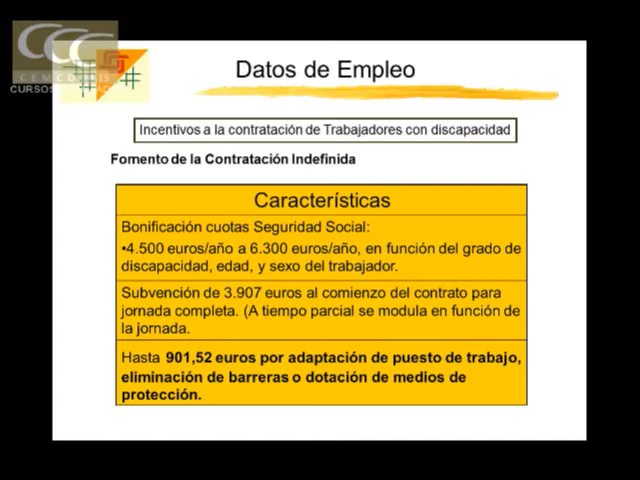 CCC
CEMCO
CURSOS
Datos de Empleo
Incentivos a la contratación de Trabajadores con discapacidad
Fomento de la Contratación Indefinida
Características
Bonificación cuotas Seguridad Social:
•4.500 euros/año a 6.300 euros/año, en función del grado de
discapacidad, edad, y sexo del trabajador.
Subvención de 3.907 euros al comienzo del contrato para
jornada completa. (A tiempo parcial se modula en función de
la jornada.
Hasta 901,52 euros por adaptación de puesto de trabajo,
eliminación de barreras o dotación de medios de
protección.